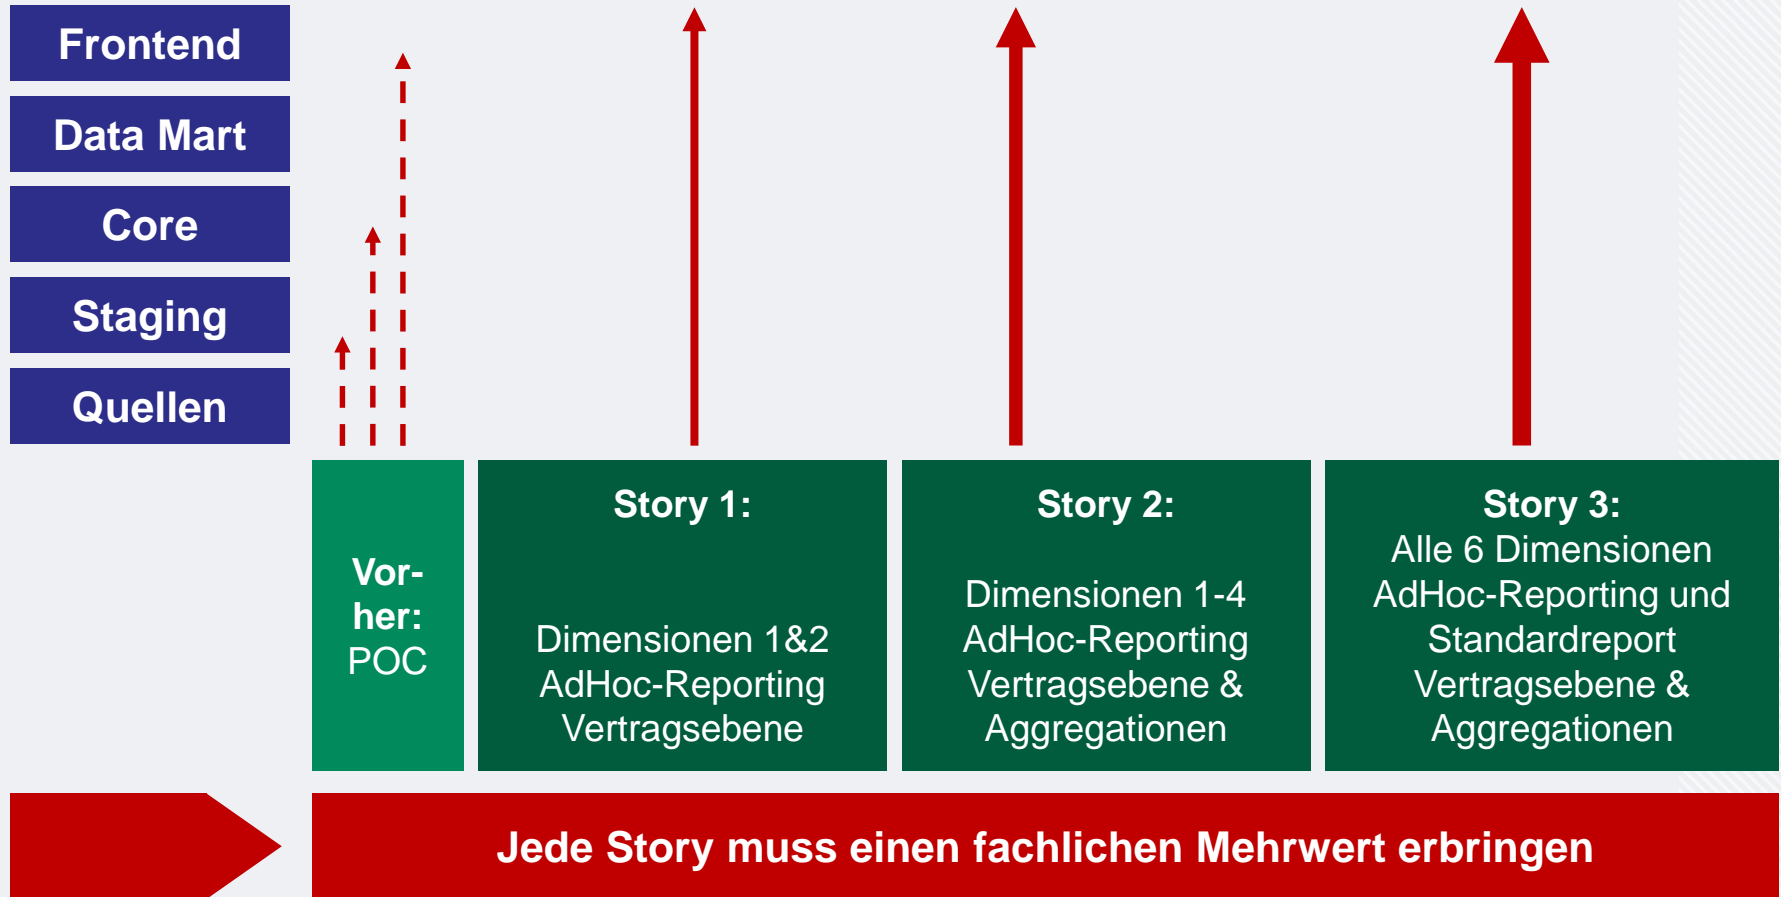 Frontend
Data Mart
Core
Staging
Quellen
Vor-
her:
POC
Story 1:
Dimensionen 1&2
AdHoc-Reporting
Vertragsebene
Story 2:
Dimensionen 1-4
AdHoc-Reporting
Vertragsebene &
Aggregationen
Story 3:
Alle 6 Dimensionen
AdHoc-Reporting und
Standardreport
Vertragsebene &
Aggregationen
Jede Story muss einen fachlichen Mehrwert erbringen